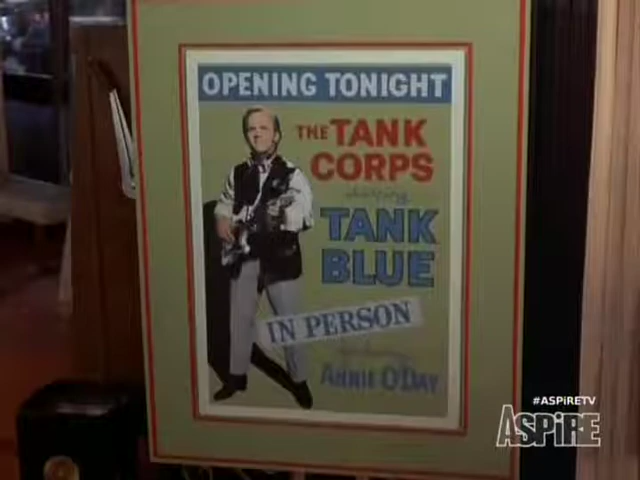 OPENING TONIGHT
THE TANK
CORPS
starring
TANK
BLUE
IN PERSON
ANNIE O'DAY
#ASPiRETV
ASPiRE